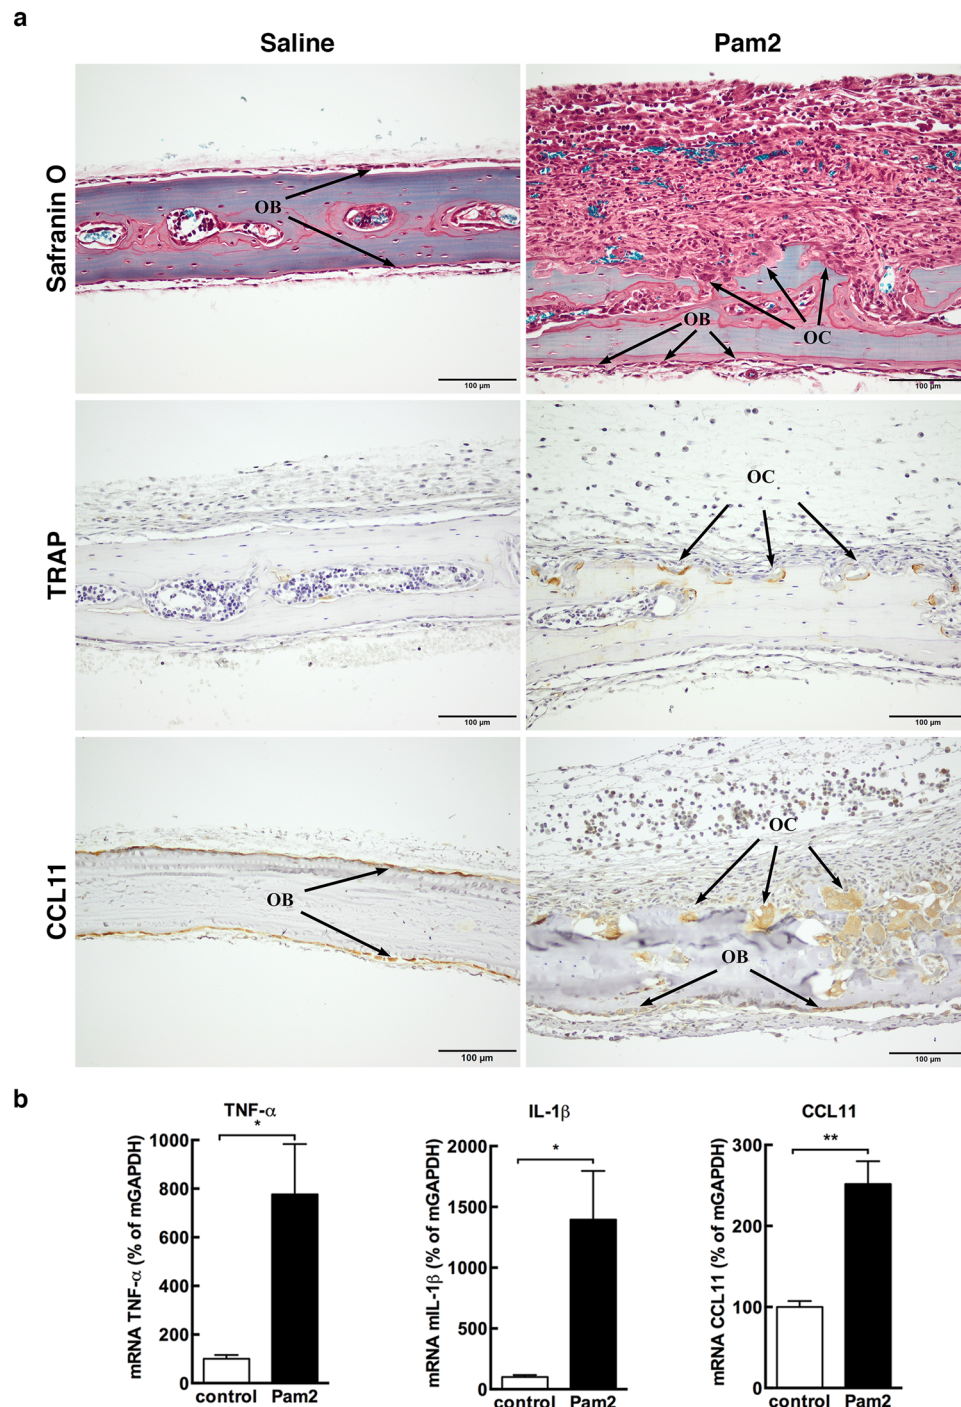 a
Saline
Pam2
Safranin O
OB
100 µm
OB
OC
100 µm
TRAP
100 µm
OC
100 µm
CCL11
OB
100 µm
OC
OB
100 µm
b
TNF-α
*
mRNA TNF-α (% of mGAPDH)
1000
800
600
400
200
0
control
Pam2
IL-1β
*
mRNA mIL-1β (% of mGAPDH)
2000
1500
1000
500
0
control
Pam2
CCL11
**
mRNA CCL11 (% of mGAPDH)
300
200
100
0
control
Pam2